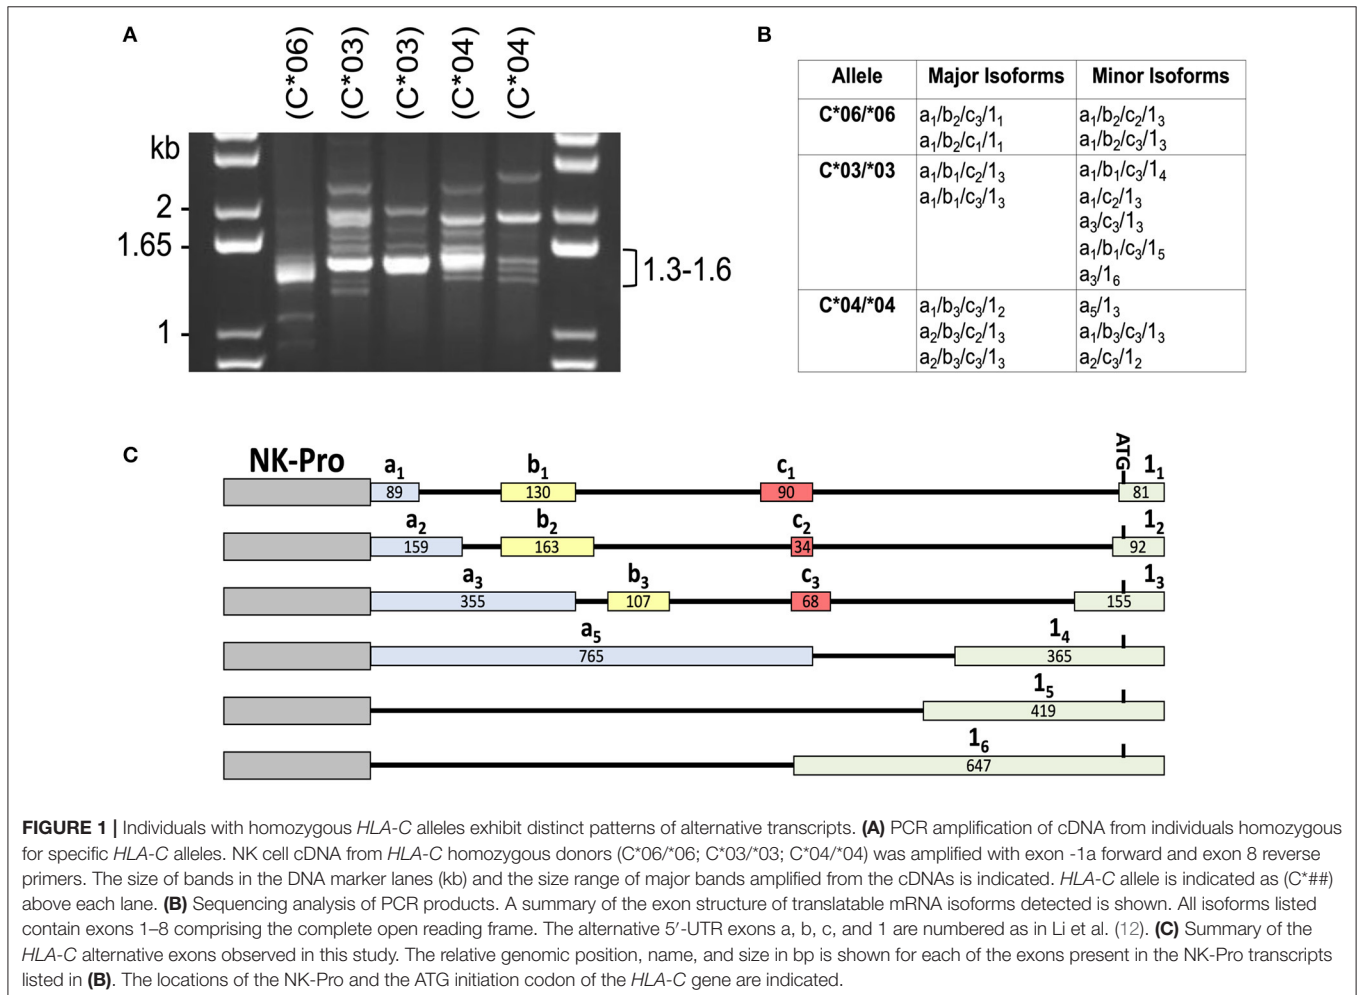 A
(C*06)
(C*03)
(C*03)
(C*04)
(C*04)
kb
2
1.65
1
1.3-1.6
B
Allele Major Isoforms Minor Isoforms
C*06/*06 a₁/b₂/c₃/1₁ a₁/b₂/c₂/1₃
a₁/b₂/c₁/1₁ a₁/b₂/c₃/1₃
C*03/*03 a₁/b₁/c₂/1₃ a₁/b₁/c₃/1₄
a₁/b₁/c₃/1₃ a₁/c₂/1₃
a₃/c₃/1₃
a₁/b₁/c₃/1₅
a₃/1₆
C*04/*04 a₁/b₃/c₃/1₂ a₅/1₃
a₂/b₃/c₂/1₃ a₁/b₃/c₃/1₃
a₂/b₃/c₃/1₃ a₂/c₃/1₂
C
NK-Pro a₁ b₁ c₁ ATG 1₁
89 130 90 81
a₂ b₂ c₂ 1₂
159 163 34 92
a₃ b₃ c₃ 1₃
355 107 68 155
a₅ 1₄
765 365
1₅
419
1₆
647
FIGURE 1 | Individuals with homozygous HLA-C alleles exhibit distinct patterns of alternative transcripts. (A) PCR amplification of cDNA from individuals homozygous
for specific HLA-C alleles. NK cell cDNA from HLA-C homozygous donors (C*06/*06; C*03/*03; C*04/*04) was amplified with exon -1a forward and exon 8 reverse
primers. The size of bands in the DNA marker lanes (kb) and the size range of major bands amplified from the cDNAs is indicated. HLA-C allele is indicated as (C*##)
above each lane. (B) Sequencing analysis of PCR products. A summary of the exon structure of translatable mRNA isoforms detected is shown. All isoforms listed
contain exons 1–8 comprising the complete open reading frame. The alternative 5′-UTR exons a, b, c, and 1 are numbered as in Li et al. (12). (C) Summary of the
HLA-C alternative exons observed in this study. The relative genomic position, name, and size in bp is shown for each of the exons present in the NK-Pro transcripts
listed in (B). The locations of the NK-Pro and the ATG initiation codon of the HLA-C gene are indicated.